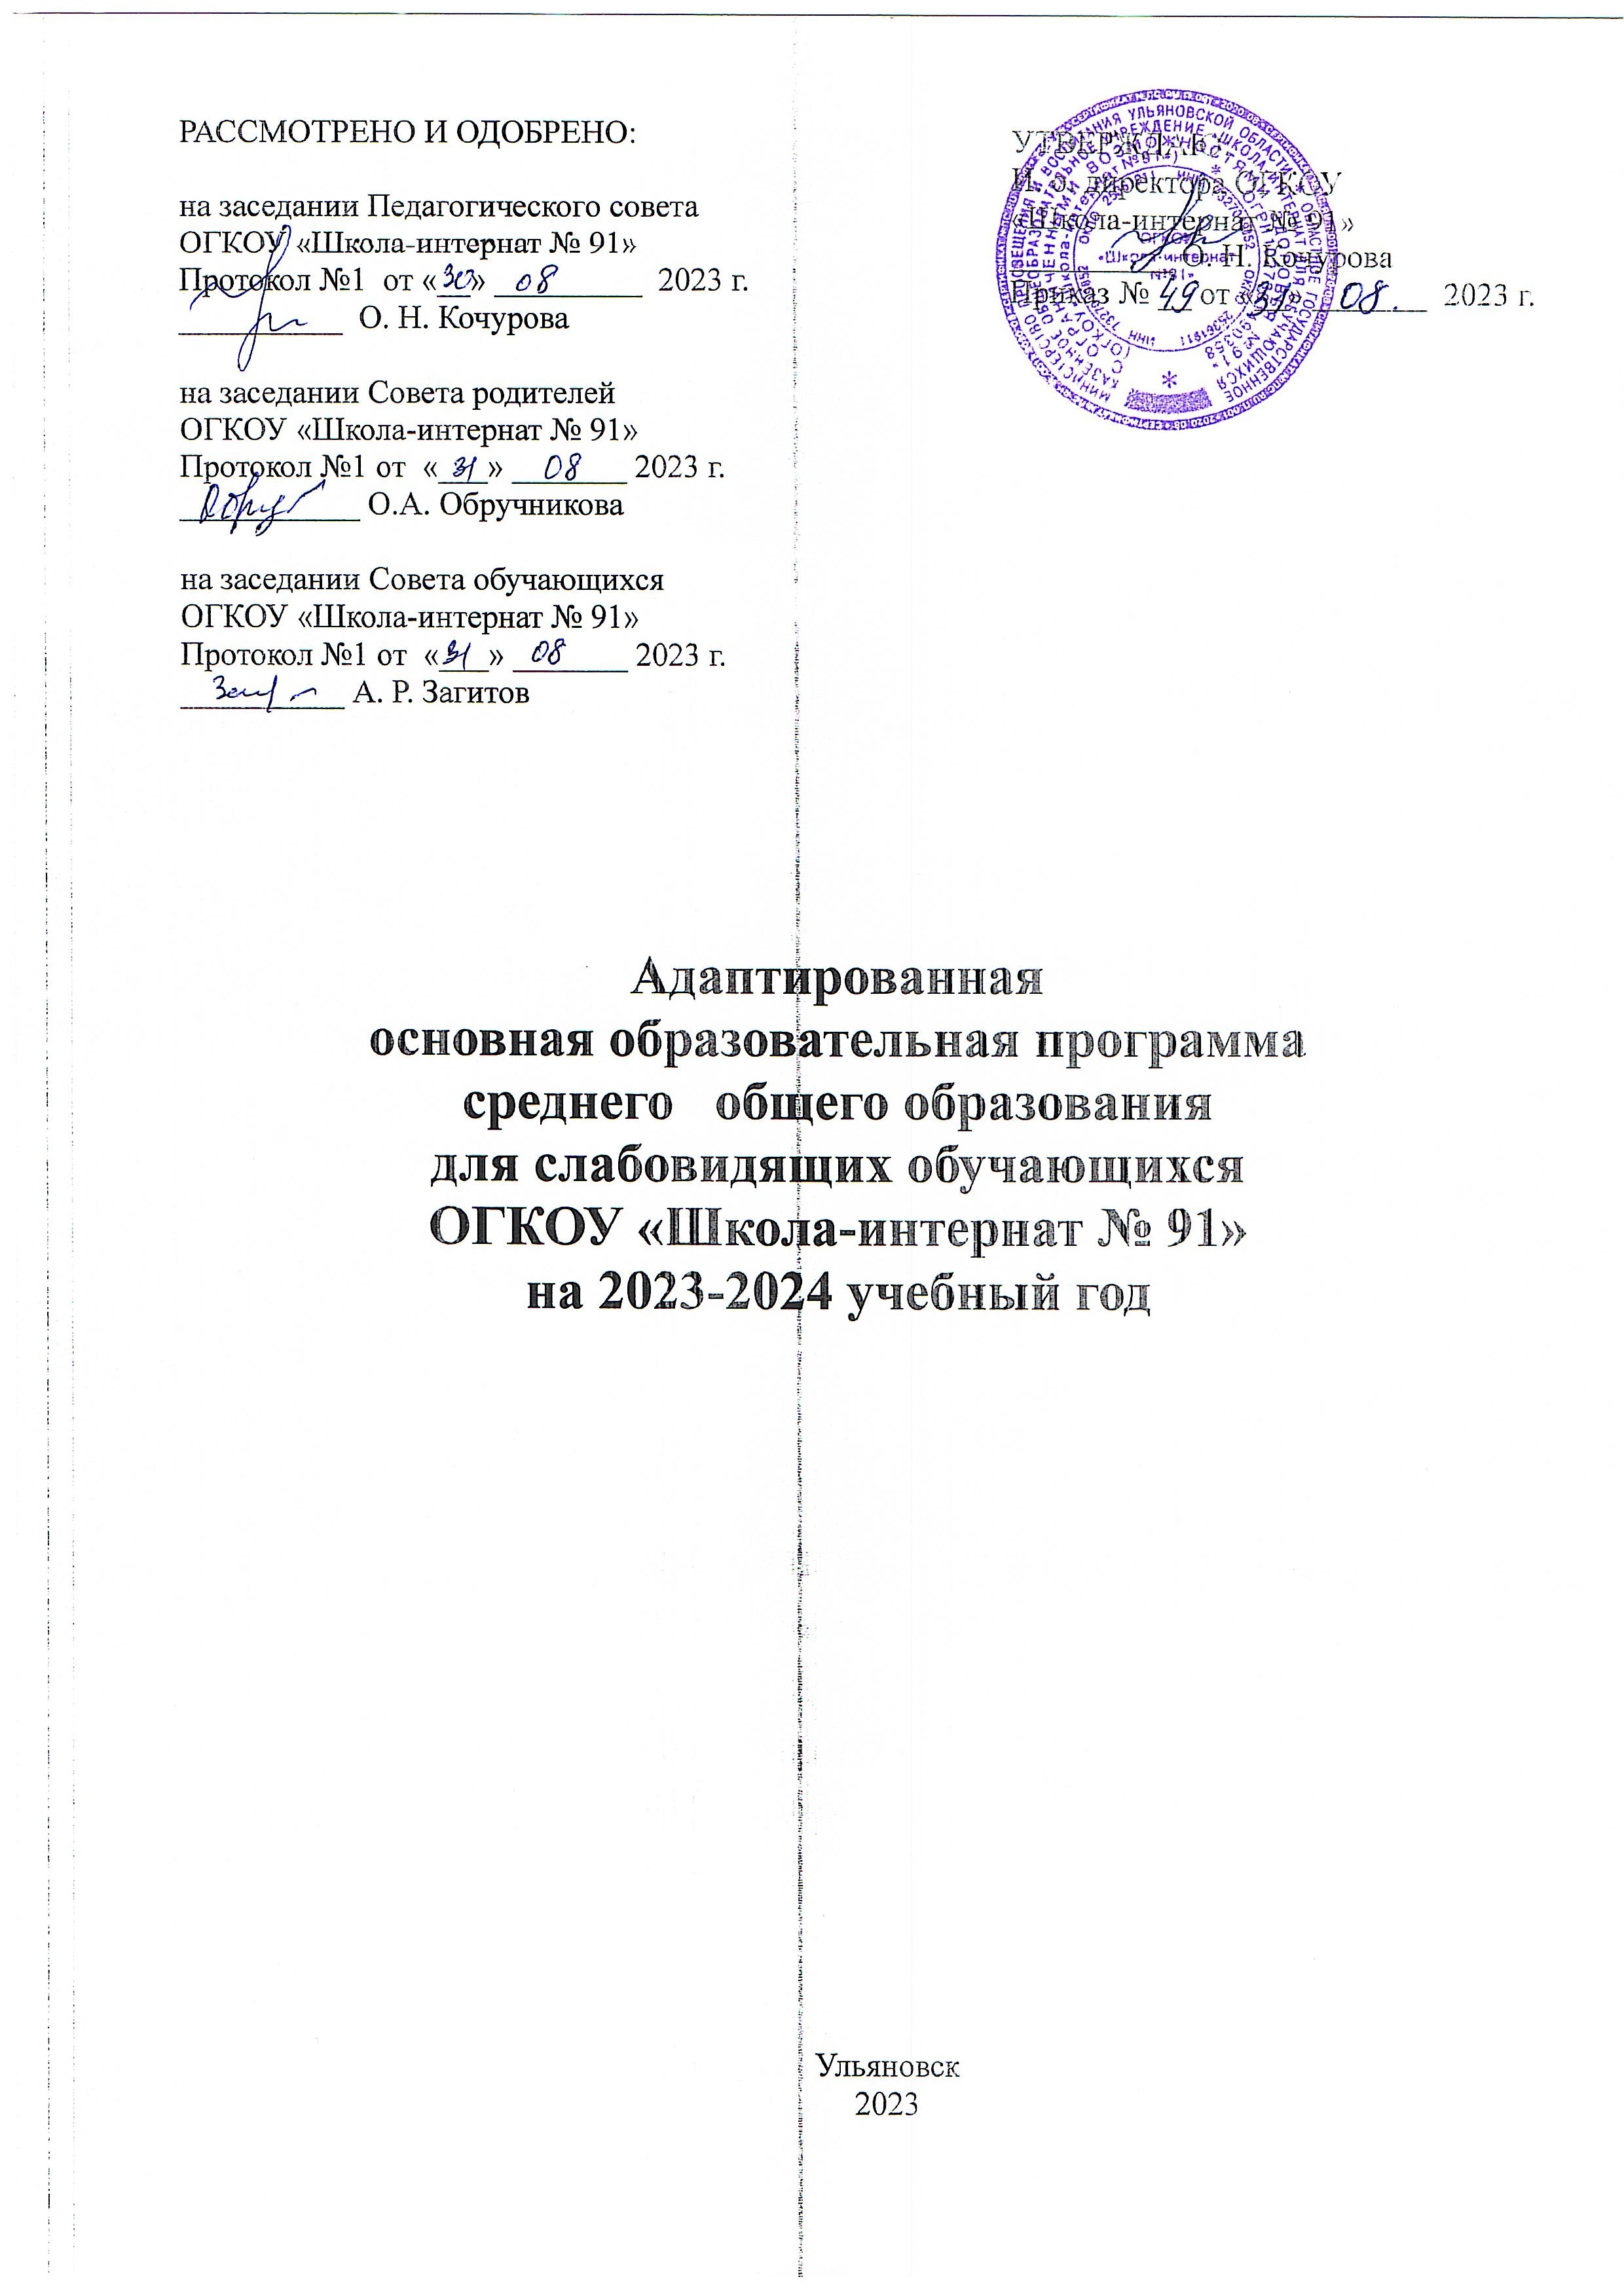 РАССМОТРЕНО И ОДОБРЕНО:
на заседании Педагогического совета
ОГКОУ «Школа-интернат № 91»
Протокол №1 от «30» 08 2023 г.
О. Н. Кочурова
на заседании Совета родителей
ОГКОУ «Школа-интернат № 91»
Протокол №1 от «31» 08 2023 г.
О.А. Обручникова
на заседании Совета обучающихся
ОГКОУ «Школа-интернат № 91»
Протокол №1 от «31» 08 2023 г.
А. Р. Загитов
УТВЕРЖДАЮ
И. о. директора ОГКОУ
«Школа-интернат № 91»
О. Н. Кочурова
Приказ № 49 от «31» 08. 2023 г.
Адаптированная
основная образовательная программа
среднего общего образования
для слабовидящих обучающихся
ОГКОУ «Школа-интернат № 91»
на 2023-2024 учебный год
Ульяновск
2023